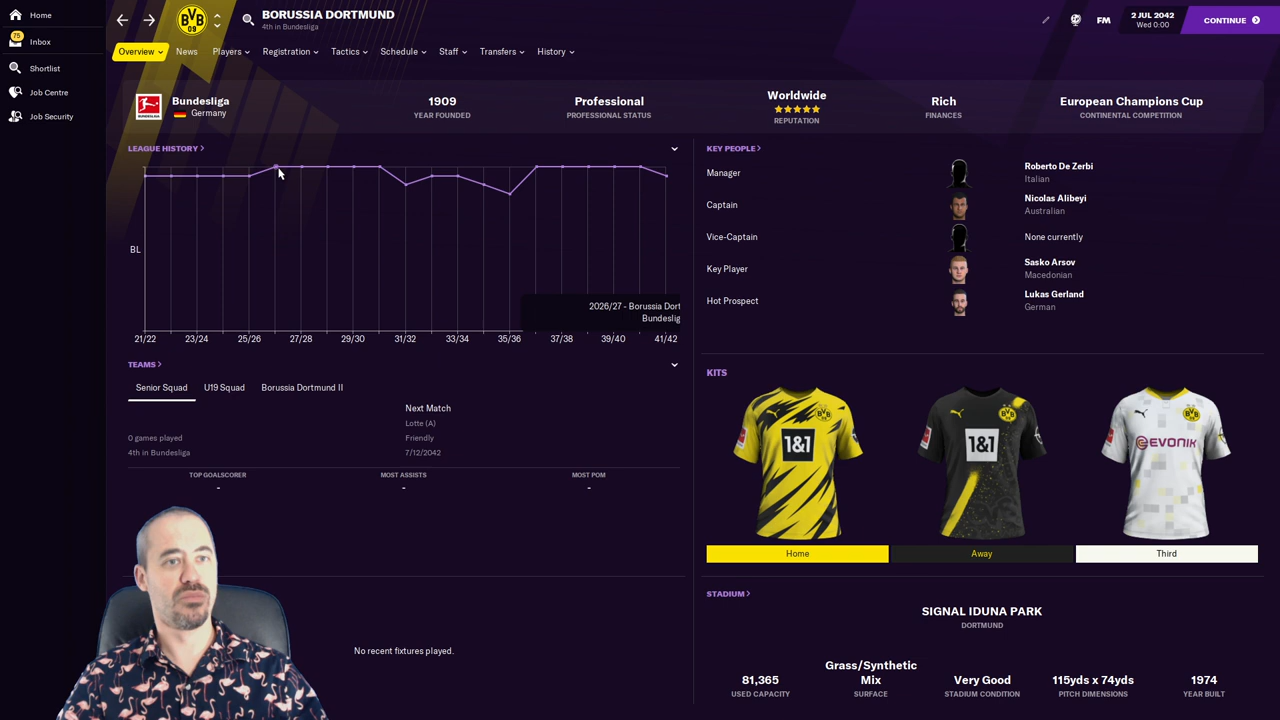 Home
75
Inbox
Shortlist
Job Centre
Job Security
BVB
09
BORUSSIA DORTMUND
4th in Bundesliga
FM
2 JUL 2042
Wed 0:00
CONTINUE
Overview
News
Players
Registration
Tactics
Schedule
Staff
Transfers
History
BUNDESLIGA
Bundesliga
Germany
1909
YEAR FOUNDED
Professional
PROFESSIONAL STATUS
Worldwide
REPUTATION
Rich
FINANCES
European Champions Cup
CONTINENTAL COMPETITION
LEAGUE HISTORY
BL
2026/27 - Borussia Dort
Bundeslig
21/22 23/24 25/26 27/28 29/30 31/32 33/34 35/36 37/38 39/40 41/42
TEAMS
Senior Squad
U19 Squad
Borussia Dortmund II
Next Match
Lotte (A)
0 games played
Friendly
4th in Bundesliga
7/12/2042
TOP GOALSCORER
MOST ASSISTS
MOST POM
-
-
-
No recent fixtures played.
KEY PEOPLE
Manager
Roberto De Zerbi
Italian
Captain
Nicolas Alibeyi
Australian
Vice-Captain
None currently
Key Player
Sasko Arsov
Macedonian
Hot Prospect
Lukas Gerland
German
KITS
1&1
1&1
EVONIK
Home
Away
Third
STADIUM
SIGNAL IDUNA PARK
DORTMUND
81,365
USED CAPACITY
Grass/Synthetic
Mix
SURFACE
Very Good
STADIUM CONDITION
115yds x 74yds
PITCH DIMENSIONS
1974
YEAR BUILT